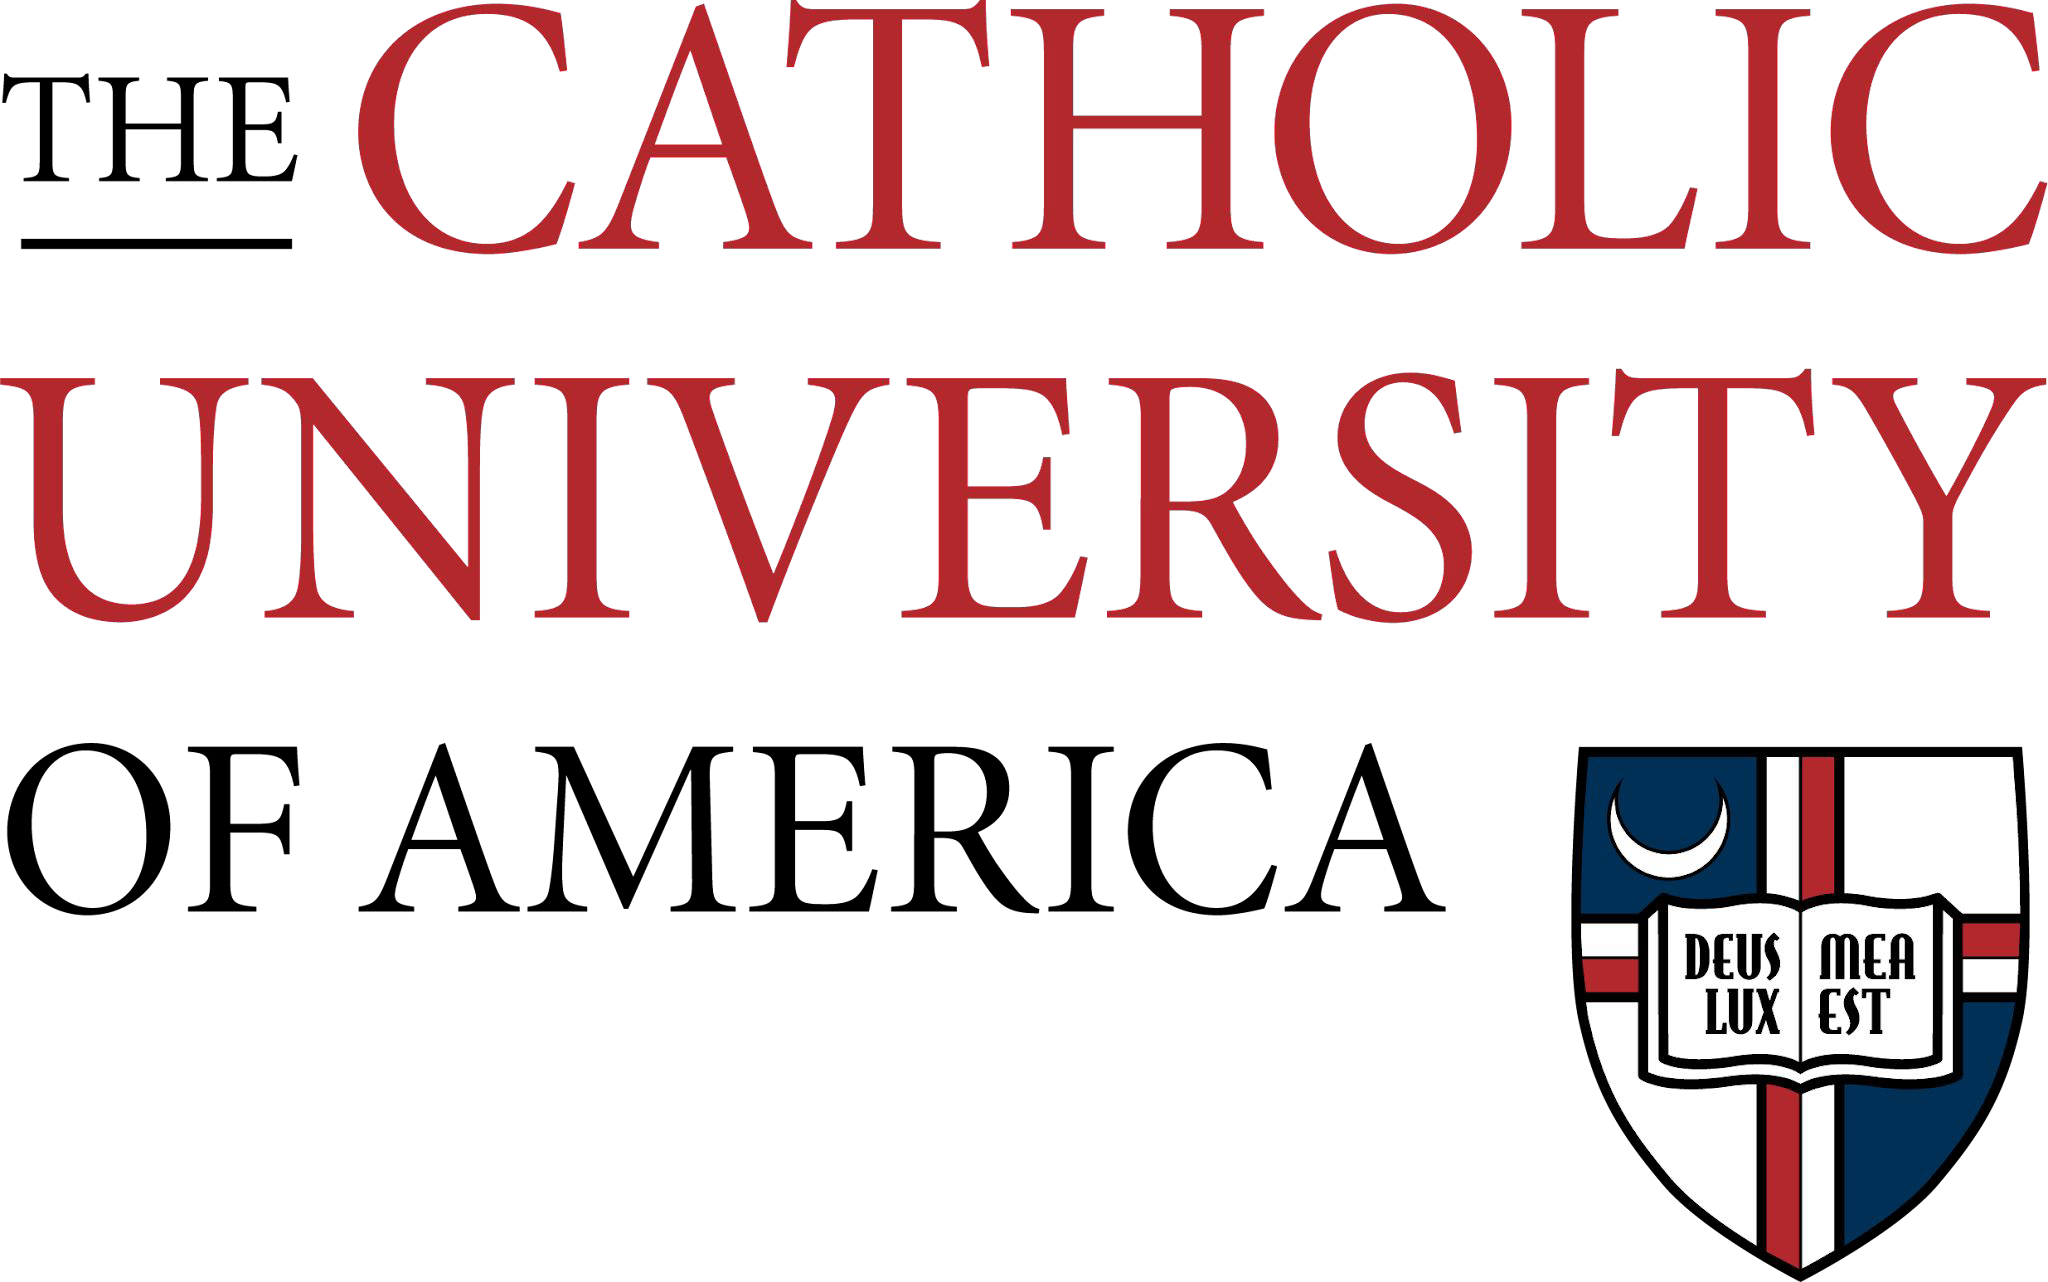 THE CATHOLIC
UNIVERSITY
OF AMERICA
DEUS MEA
LUX EST